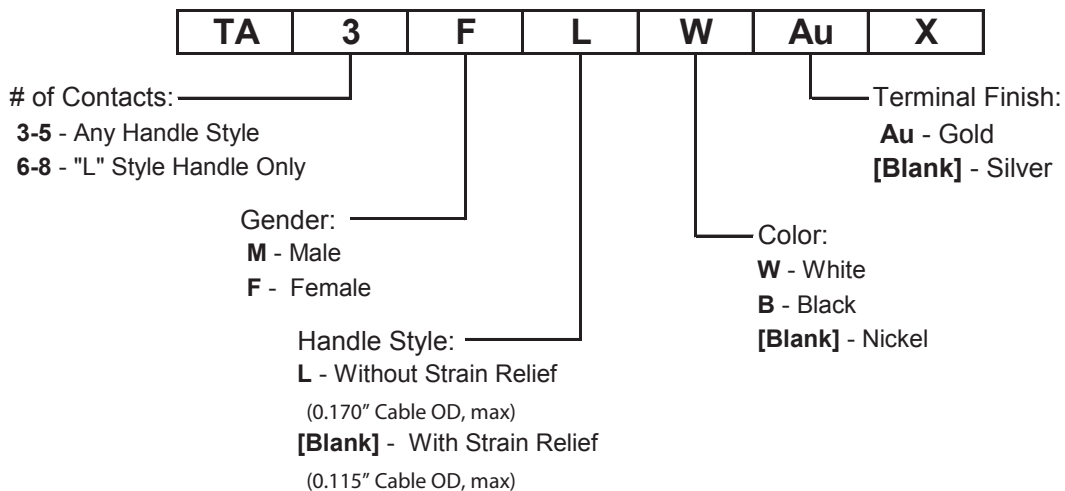 TA 3 F L W Au X
# of Contacts:
3-5 - Any Handle Style
6-8 - "L" Style Handle Only
Gender:
M - Male
F - Female
Handle Style:
L - Without Strain Relief
(0.170" Cable OD, max)
[Blank] - With Strain Relief
(0.115" Cable OD, max)
Color:
W - White
B - Black
[Blank] - Nickel
Terminal Finish:
Au - Gold
[Blank] - Silver